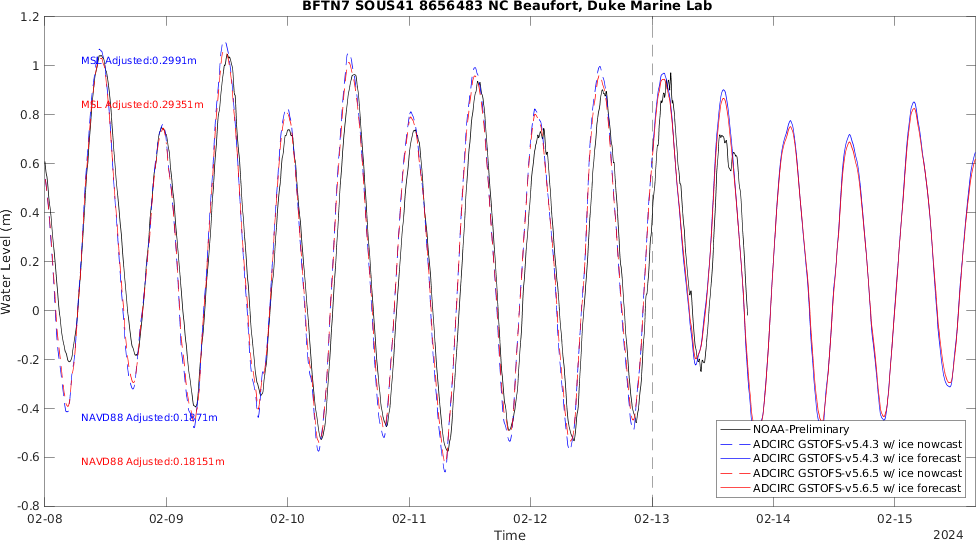 BFTN7 SOUS41 8656483 NC Beaufort, Duke Marine Lab
1.2
1
0.8
0.6
0.4
0.2
0
-0.2
-0.4
-0.6
-0.8
Water Level (m)
MSL Adjusted:0.2991m
MSL Adjusted:0.29351m
NAVD88 Adjusted:0.1871m
NAVD88 Adjusted:0.18151m
NOAA-Preliminary
ADCIRC GSTOFS-v5.4.3 w/ ice nowcast
ADCIRC GSTOFS-v5.4.3 w/ ice forecast
ADCIRC GSTOFS-v5.6.5 w/ ice nowcast
ADCIRC GSTOFS-v5.6.5 w/ ice forecast
02-08 02-09 02-10 02-11 02-12 02-13 02-14 02-15
Time
2024